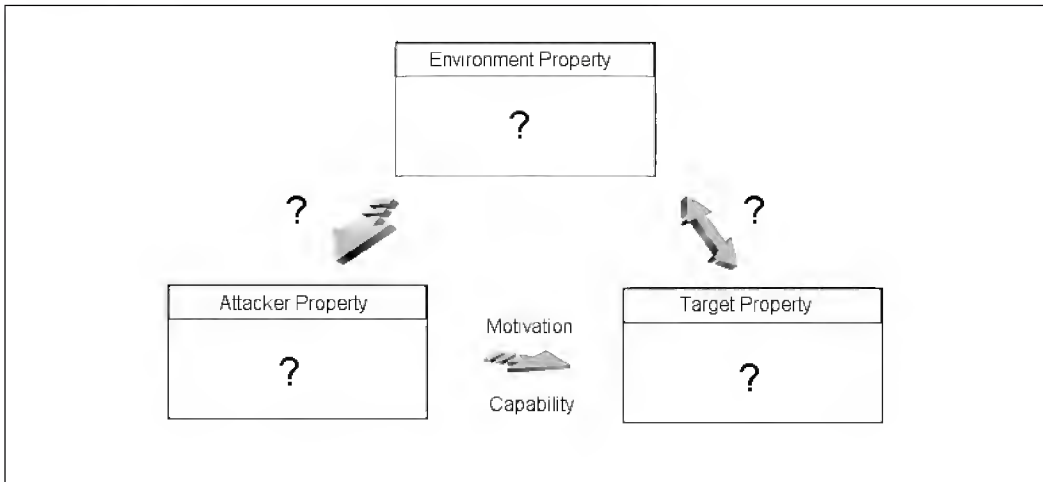 Environment Property
?
?
?
Attacker Property
?
Motivation
Capability
Target Property
?